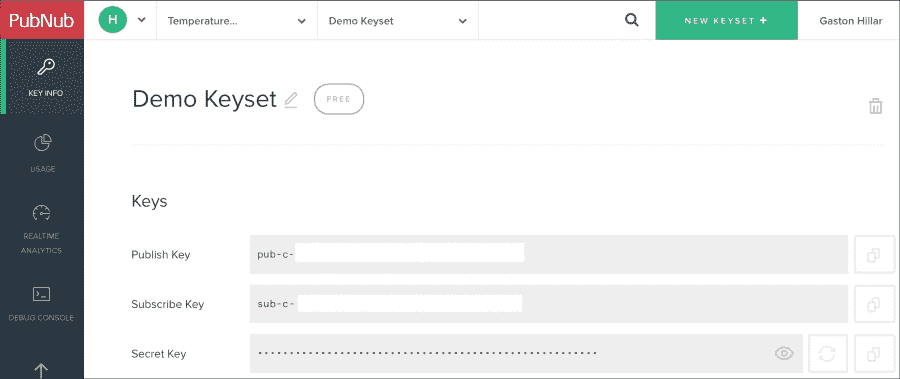 PubNub
H
Temperature...
Demo Keyset
NEW KEYSET +
Gaston Hillar
KEY INFO
USAGE
REALTIME
ANALYTICS
DEBUG CONSOLE
Demo Keyset
FREE
Keys
Publish Key
pub-c-
Subscribe Key
sub-c-
Secret Key